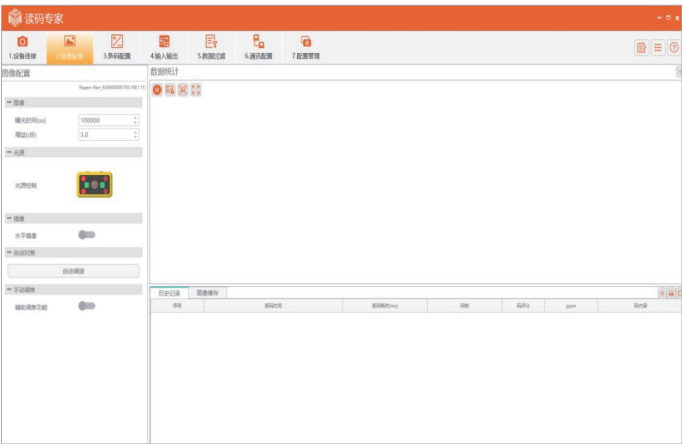 读码专家
1.设备连接
2.图像配置
3.条码配置
4.输入输出
5.数据过滤
6.通讯配置
7.配置管理
图像配置
数据统计
图像
曝光时间(us) 100000
增益(dB) 3.0
光源
光源控制
镜像
水平镜像
自动对焦
自动调谐
手动调焦
辅助调焦功能
历史记录 图像缓存
序号 读码时间 读码耗时(ms) 码制 码评分 ppm 码内容